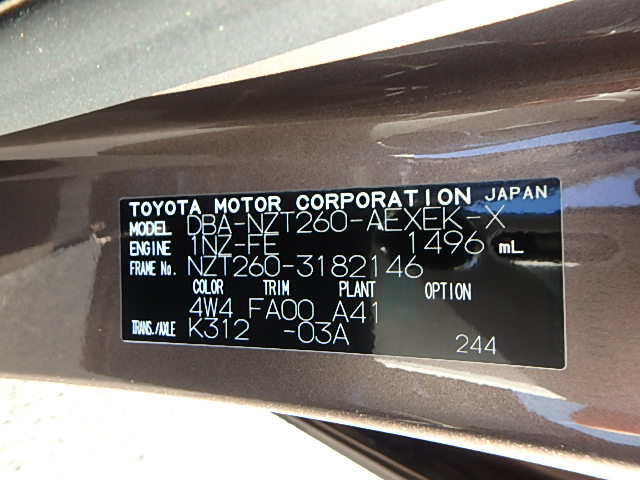 TOYOTA MOTOR CORPORATION JAPAN
MODEL DBA-NZT260-AEXEK-X
ENGINE 1NZ-FE 1496 mL
FRAME No. NZT260-3182146
COLOR TRIM PLANT OPTION
4W4 FA00 A41
TRANS./AXLE K312 -03A
244